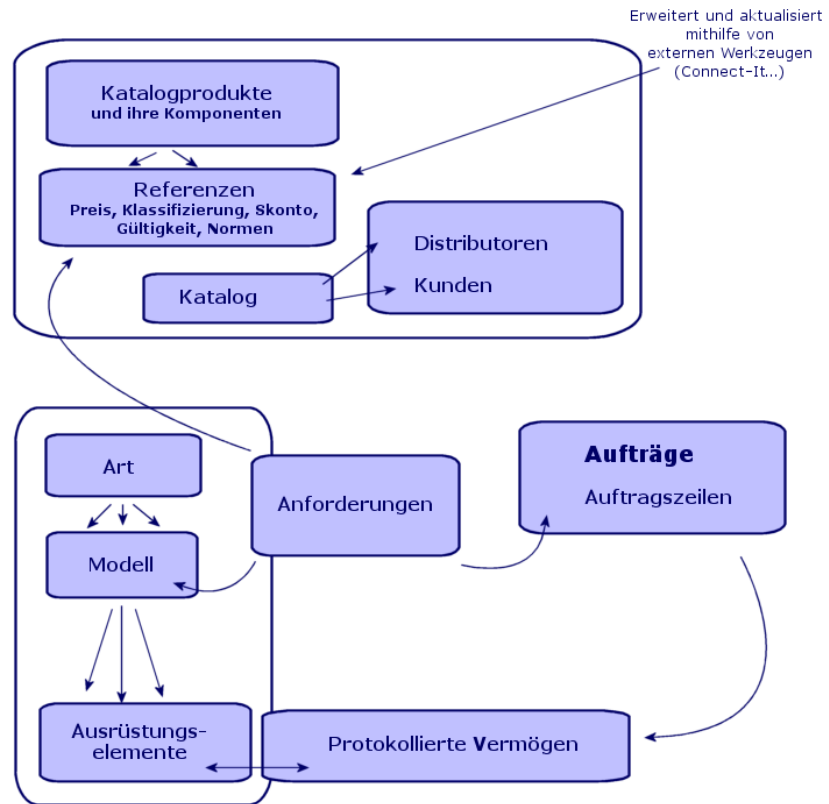 Erweitert und aktualisiert
mithilfe von
externen Werkzeugen
(Connect-It...)
Katalogprodukte
und ihre Komponenten
Referenzen
Preis, Klassifizierung, Skonto,
Gültigkeit, Normen
Distributoren
Kunden
Katalog
Art
Modell
Anforderungen
Aufträge
Auftragszeilen
Ausrüstungs-
elemente
Protokollierte Vermögen